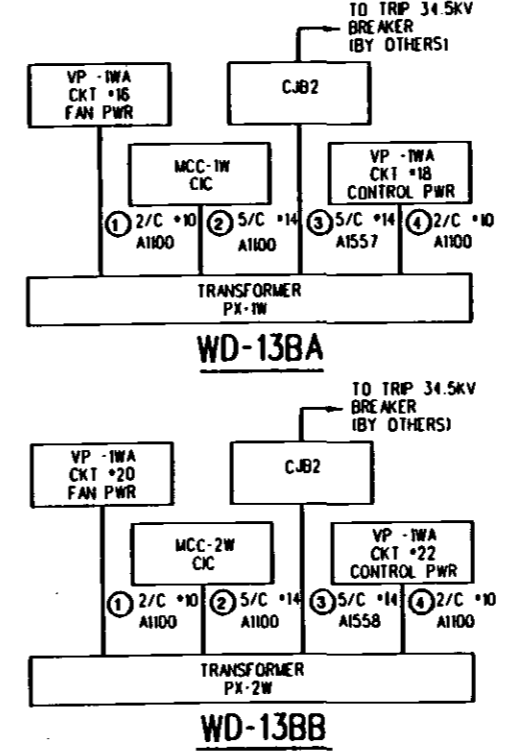 TO TRIP 34.5KV
BREAKER
(BY OTHERS)
VP -1WA
CKT #16
FAN PWR
CJB2
MCC-1W
CIC
VP -1WA
CKT #18
CONTROL PWR
1 2/C #10
A1100
2 5/C #14
A1100
3 5/C #14
A1557
4 2/C #10
A1100
TRANSFORMER
PX-1W
WD-13BA
TO TRIP 34.5KV
BREAKER
(BY OTHERS)
VP -1WA
CKT #20
FAN PWR
CJB2
MCC-2W
CIC
VP -1WA
CKT #22
CONTROL PWR
1 2/C #10
A1100
2 5/C #14
A1100
3 5/C #14
A1558
4 2/C #10
A1100
TRANSFORMER
PX-2W
WD-13BB